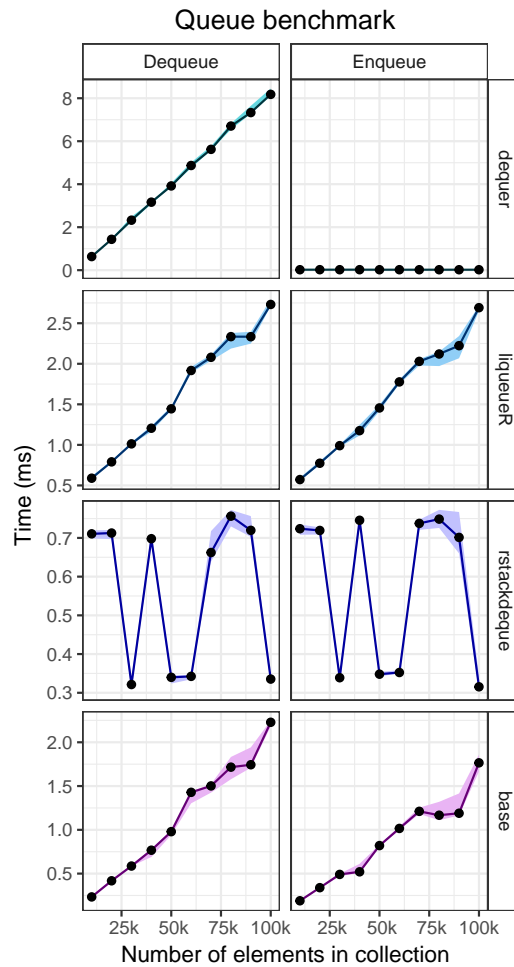 Queue benchmark
Dequeue
Enqueue
dequer
8
6
4
2
0
liqueR
2.5
2.0
1.5
1.0
0.5
Time (ms)
rstackdeque
0.7
0.6
0.5
0.4
0.3
base
2.0
1.5
1.0
0.5
25k 50k 75k 100k 25k 50k 75k 100k
Number of elements in collection